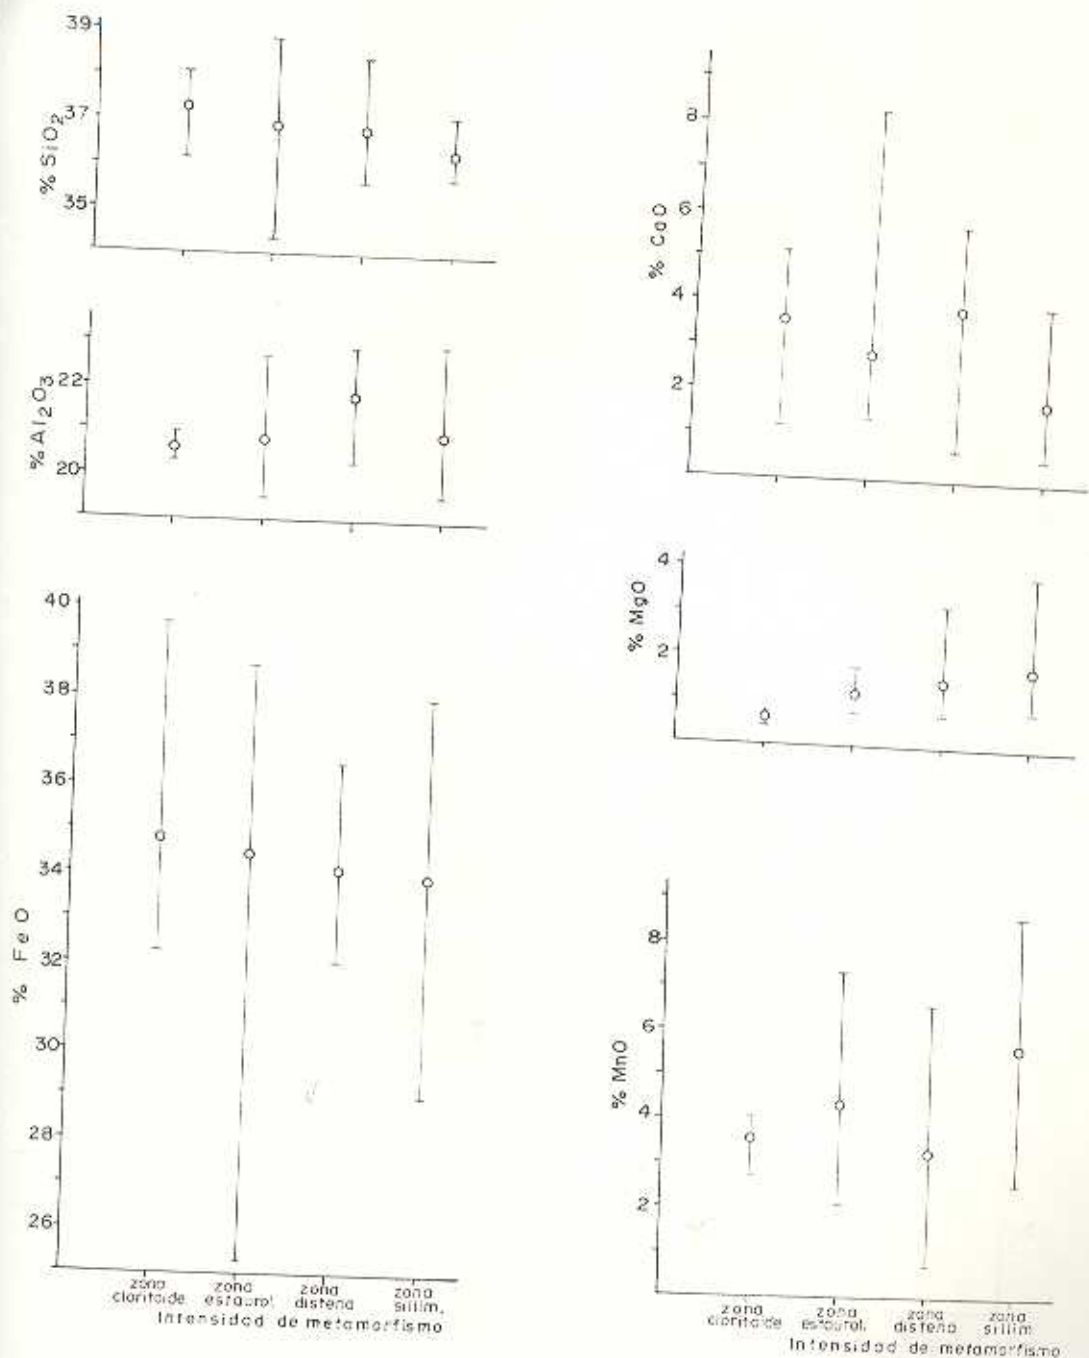 39
37
35
% SiO2
22
20
% Al2O3
40
38
36
34
32
30
28
26
% FeO
zona cloritoide
zona estaurol.
zona distena
zona sillim.
Intensidad de metamorfismo
8
6
4
2
% CaO
4
2
% MgO
8
6
4
2
% MnO
zona cloritoide
zona estaurol.
zona distena
zona sillim
Intensidad de metamorfismo